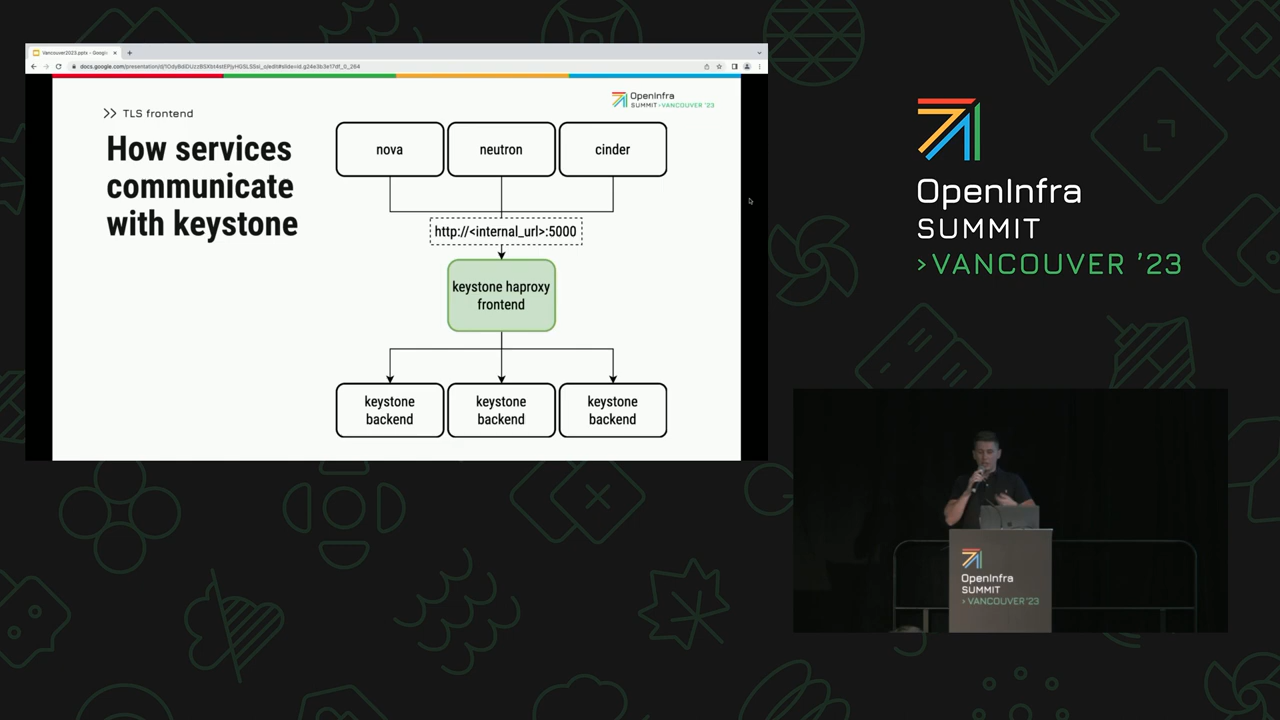 Vancouver2023.pptx - Google
TLS frontend
How services
communicate
with keystone
OpenInfra
SUMMIT >VANCOUVER '23
nova
neutron
cinder
http://<internal_url>:5000
keystone haproxy
frontend
keystone
backend
keystone
backend
keystone
backend
OpenInfra
SUMMIT
>VANCOUVER '23
OpenInfra
SUMMIT
>VANCOUVER '23